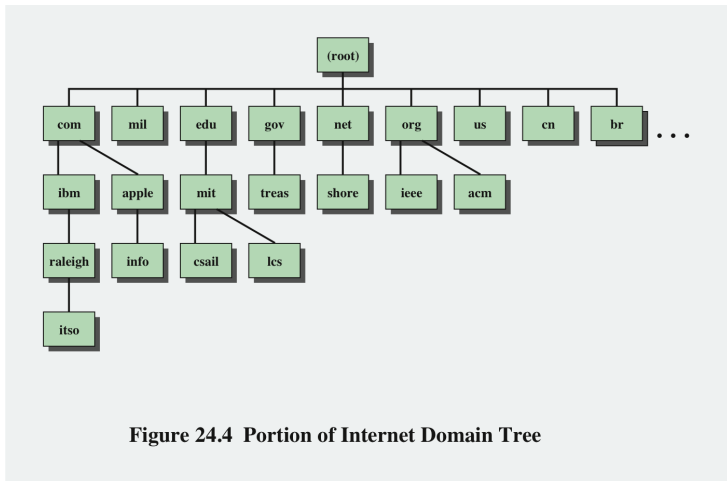 (root)
com mil edu gov net org us cn br ...
ibm apple mit treas shore ieee acm
raleigh info csail lcs
itso
Figure 24.4 Portion of Internet Domain Tree